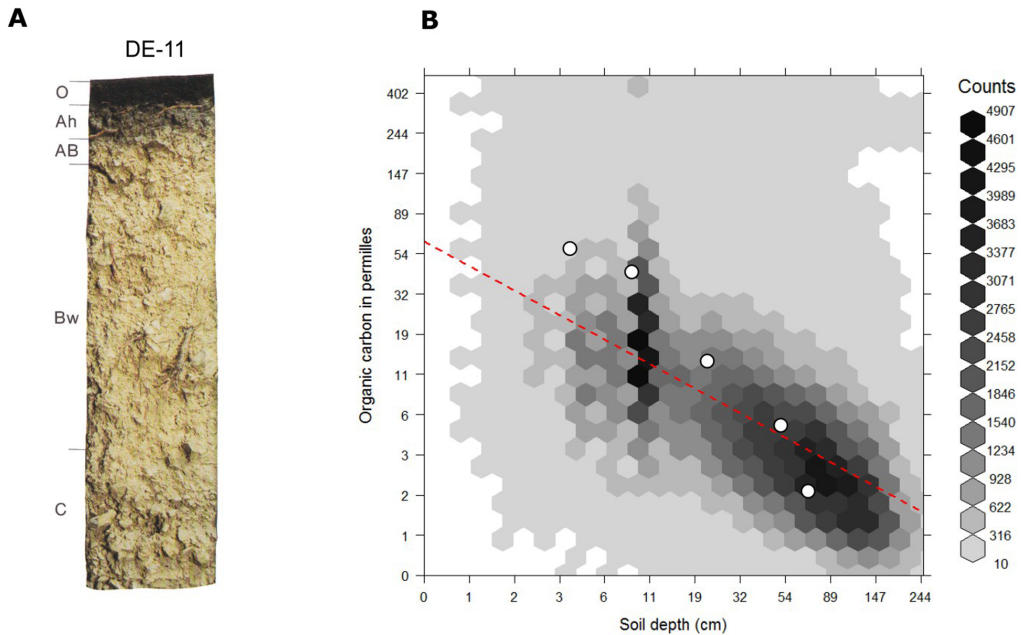 A
DE-11
O
Ah
AB
Bw
C
B
Organic carbon in permilles
402
244
147
89
54
32
19
11
6
3
2
1
0
0 1 2 3 6 11 19 32 54 89 147 244
Soil depth (cm)
Counts
4907
4601
4295
3989
3683
3377
3071
2765
2458
2152
1846
1540
1234
928
622
316
10